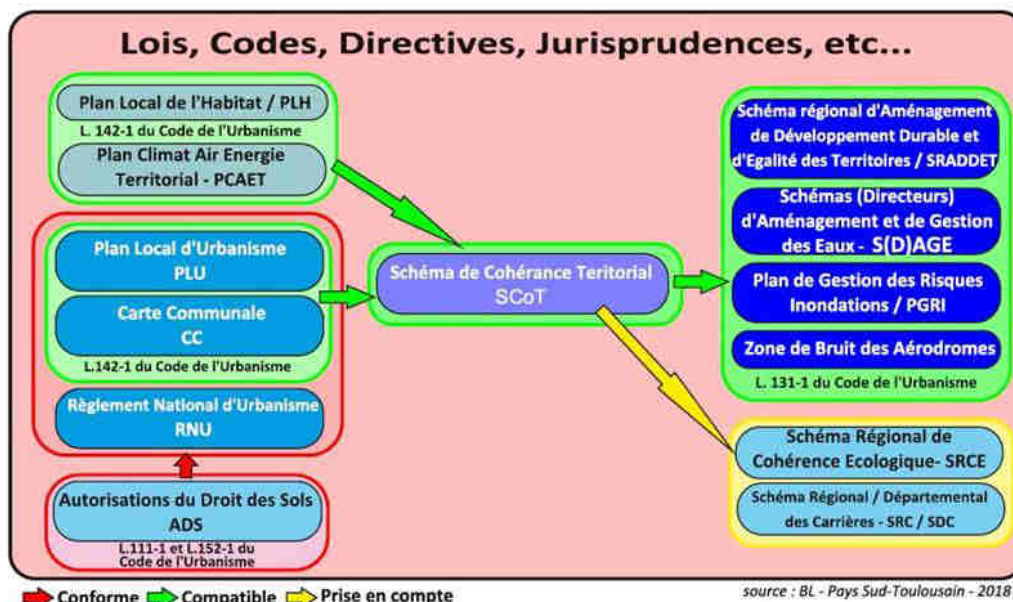 Lois, Codes, Directives, Jurisprudences, etc...
Plan Local de l'Habitat / PLH
L. 142-1 du Code de l'Urbanisme
Plan Climat Air Energie
Territorial - PCAET
Plan Local d'Urbanisme
PLU
Carte Communale
CC
L.142-1 du Code de l'Urbanisme
Règlement National d'Urbanisme
RNU
Autorisations du Droit des Sols
ADS
L.111-1 et L.152-1 du
Code de l'Urbanisme
Schéma de Cohérance Teritorial
SCoT
Schéma régional d'Aménagement
de Développement Durable et
d'Egalité des Territoires / SRADDET
Schémas (Directeurs)
d'Aménagement et de Gestion
des Eaux - S(D)AGE
Plan de Gestion des Risques
Inondations / PGRI
Zone de Bruit des Aérodromes
L. 131-1 du Code de l'Urbanisme
Schéma Régional de
Cohérence Ecologique- SRCE
Schéma Régional / Départemental
des Carrières - SRC / SDC
Conforme Compatible Prise en compte
source : BL - Pays Sud-Toulousain - 2018